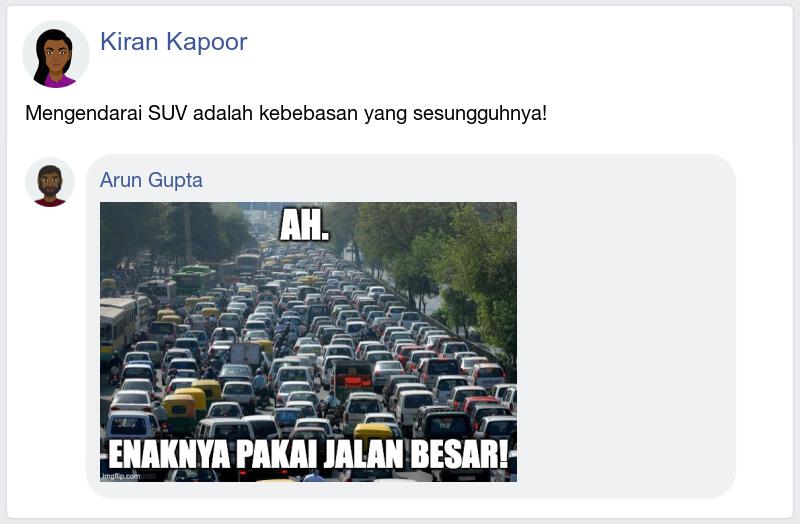 Kiran Kapoor
Mengendarai SUV adalah kebebasan yang sesungguhnya!
Arun Gupta
AH.
ENAKNYA PAKAI JALAN BESAR!
imgflip.com